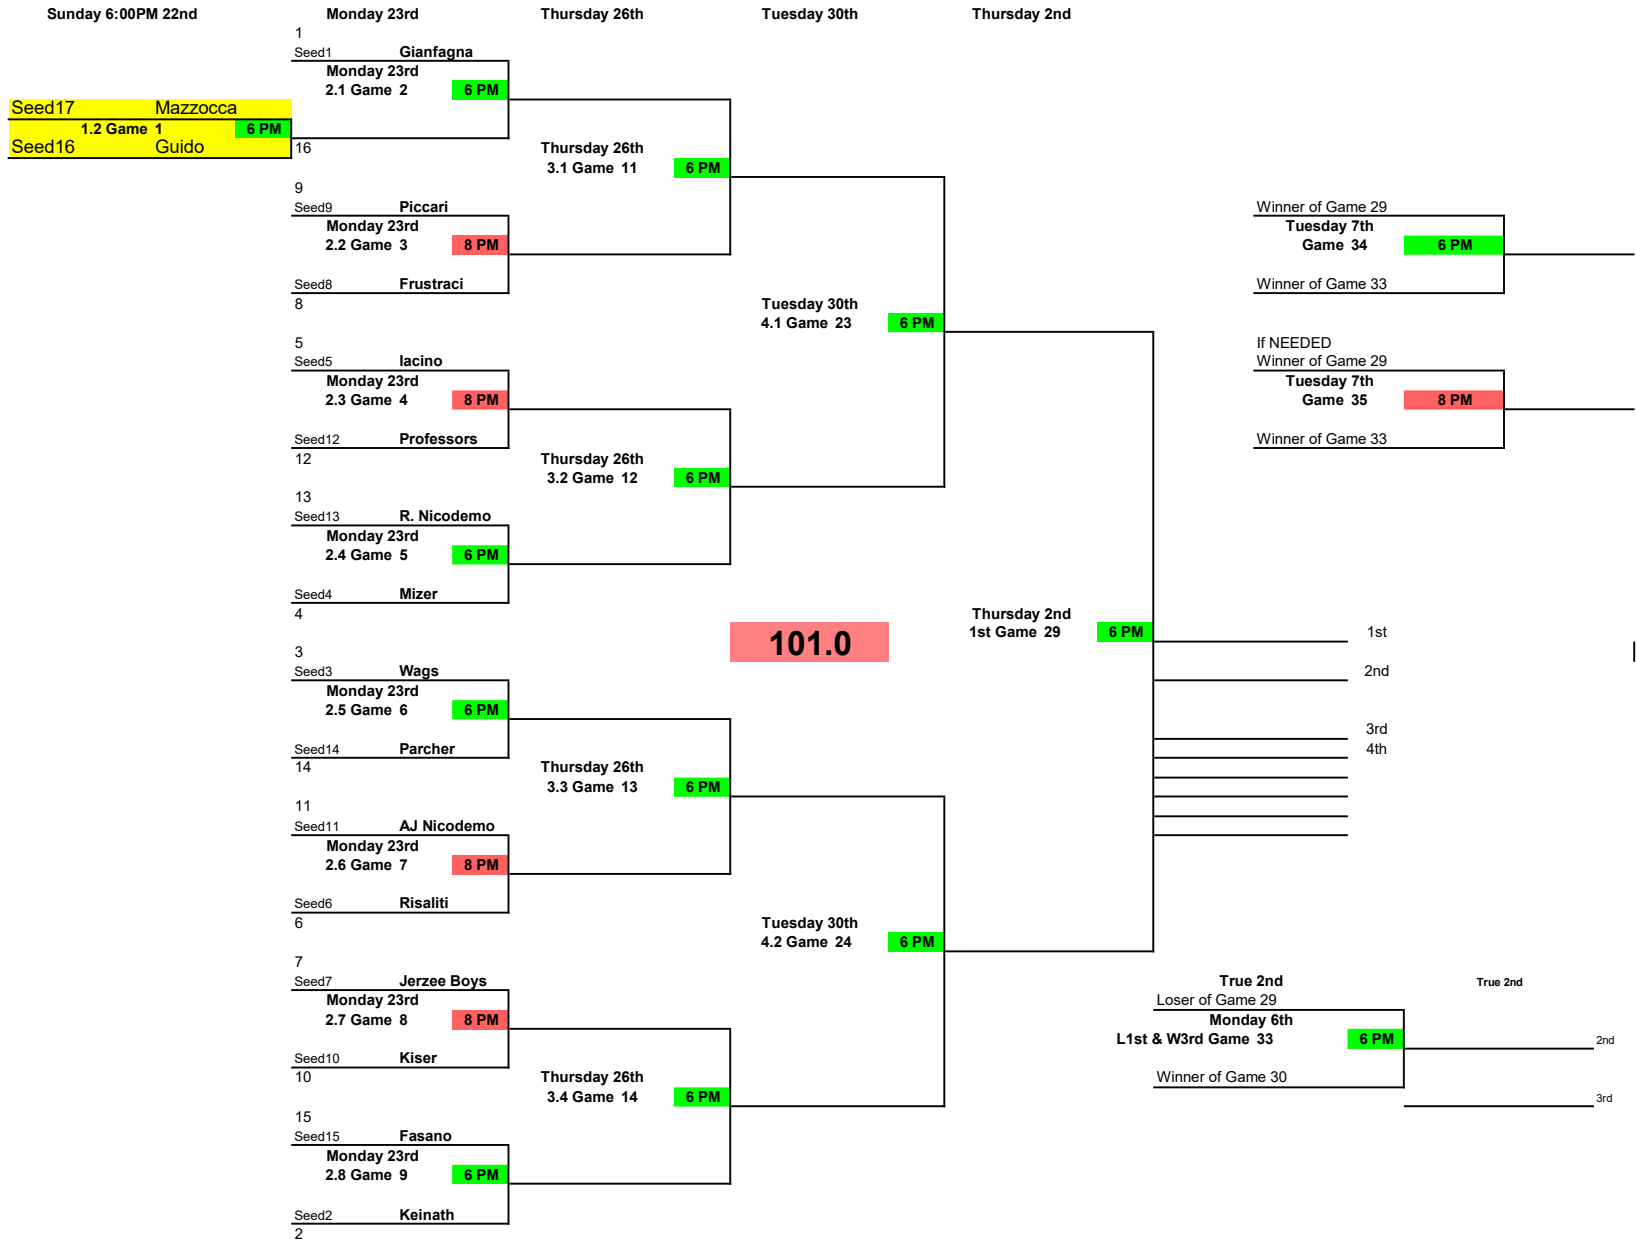 Sunday 6:00PM 22nd Monday 23rd Thursday 26th Tuesday 30th Thursday 2nd
1
Seed1 Gianfagna
Monday 23rd
2.1 Game 2 6 PM
Seed17 Mazzocca
1.2 Game 1 6 PM
Seed16 Guido
16
Thursday 26th
3.1 Game 11 6 PM
9
Seed9 Piccari
Monday 23rd
2.2 Game 3 8 PM
Seed8 Frustraci
8
Winner of Game 29
Tuesday 7th
Game 34 6 PM
Winner of Game 33
Tuesday 30th
4.1 Game 23 6 PM
5
Seed5 Iacino
Monday 23rd
2.3 Game 4 8 PM
Seed12 Professors
12
If NEEDED
Winner of Game 29
Tuesday 7th
Game 35 8 PM
Winner of Game 33
Thursday 26th
3.2 Game 12 6 PM
13
Seed13 R. Nicodemo
Monday 23rd
2.4 Game 5 6 PM
Seed4 Mizer
4
Thursday 2nd
1st Game 29 6 PM
1st
101.0
3
Seed3 Wags
2nd
Monday 23rd
2.5 Game 6 6 PM
3rd
Seed14 Parcher
4th
14
Thursday 26th
3.3 Game 13 6 PM
11
Seed11 AJ Nicodemo
Monday 23rd
2.6 Game 7 8 PM
Seed6 Risaliti
6
Tuesday 30th
4.2 Game 24 6 PM
7
Seed7 Jerzee Boys
Monday 23rd
2.7 Game 8 8 PM
Seed10 Kiser
10
True 2nd True 2nd
Loser of Game 29
Monday 6th
L1st & W3rd Game 33 6 PM
2nd
Winner of Game 30
3rd
Thursday 26th
3.4 Game 14 6 PM
15
Seed15 Fasano
Monday 23rd
2.8 Game 9 6 PM
Seed2 Keinath
2